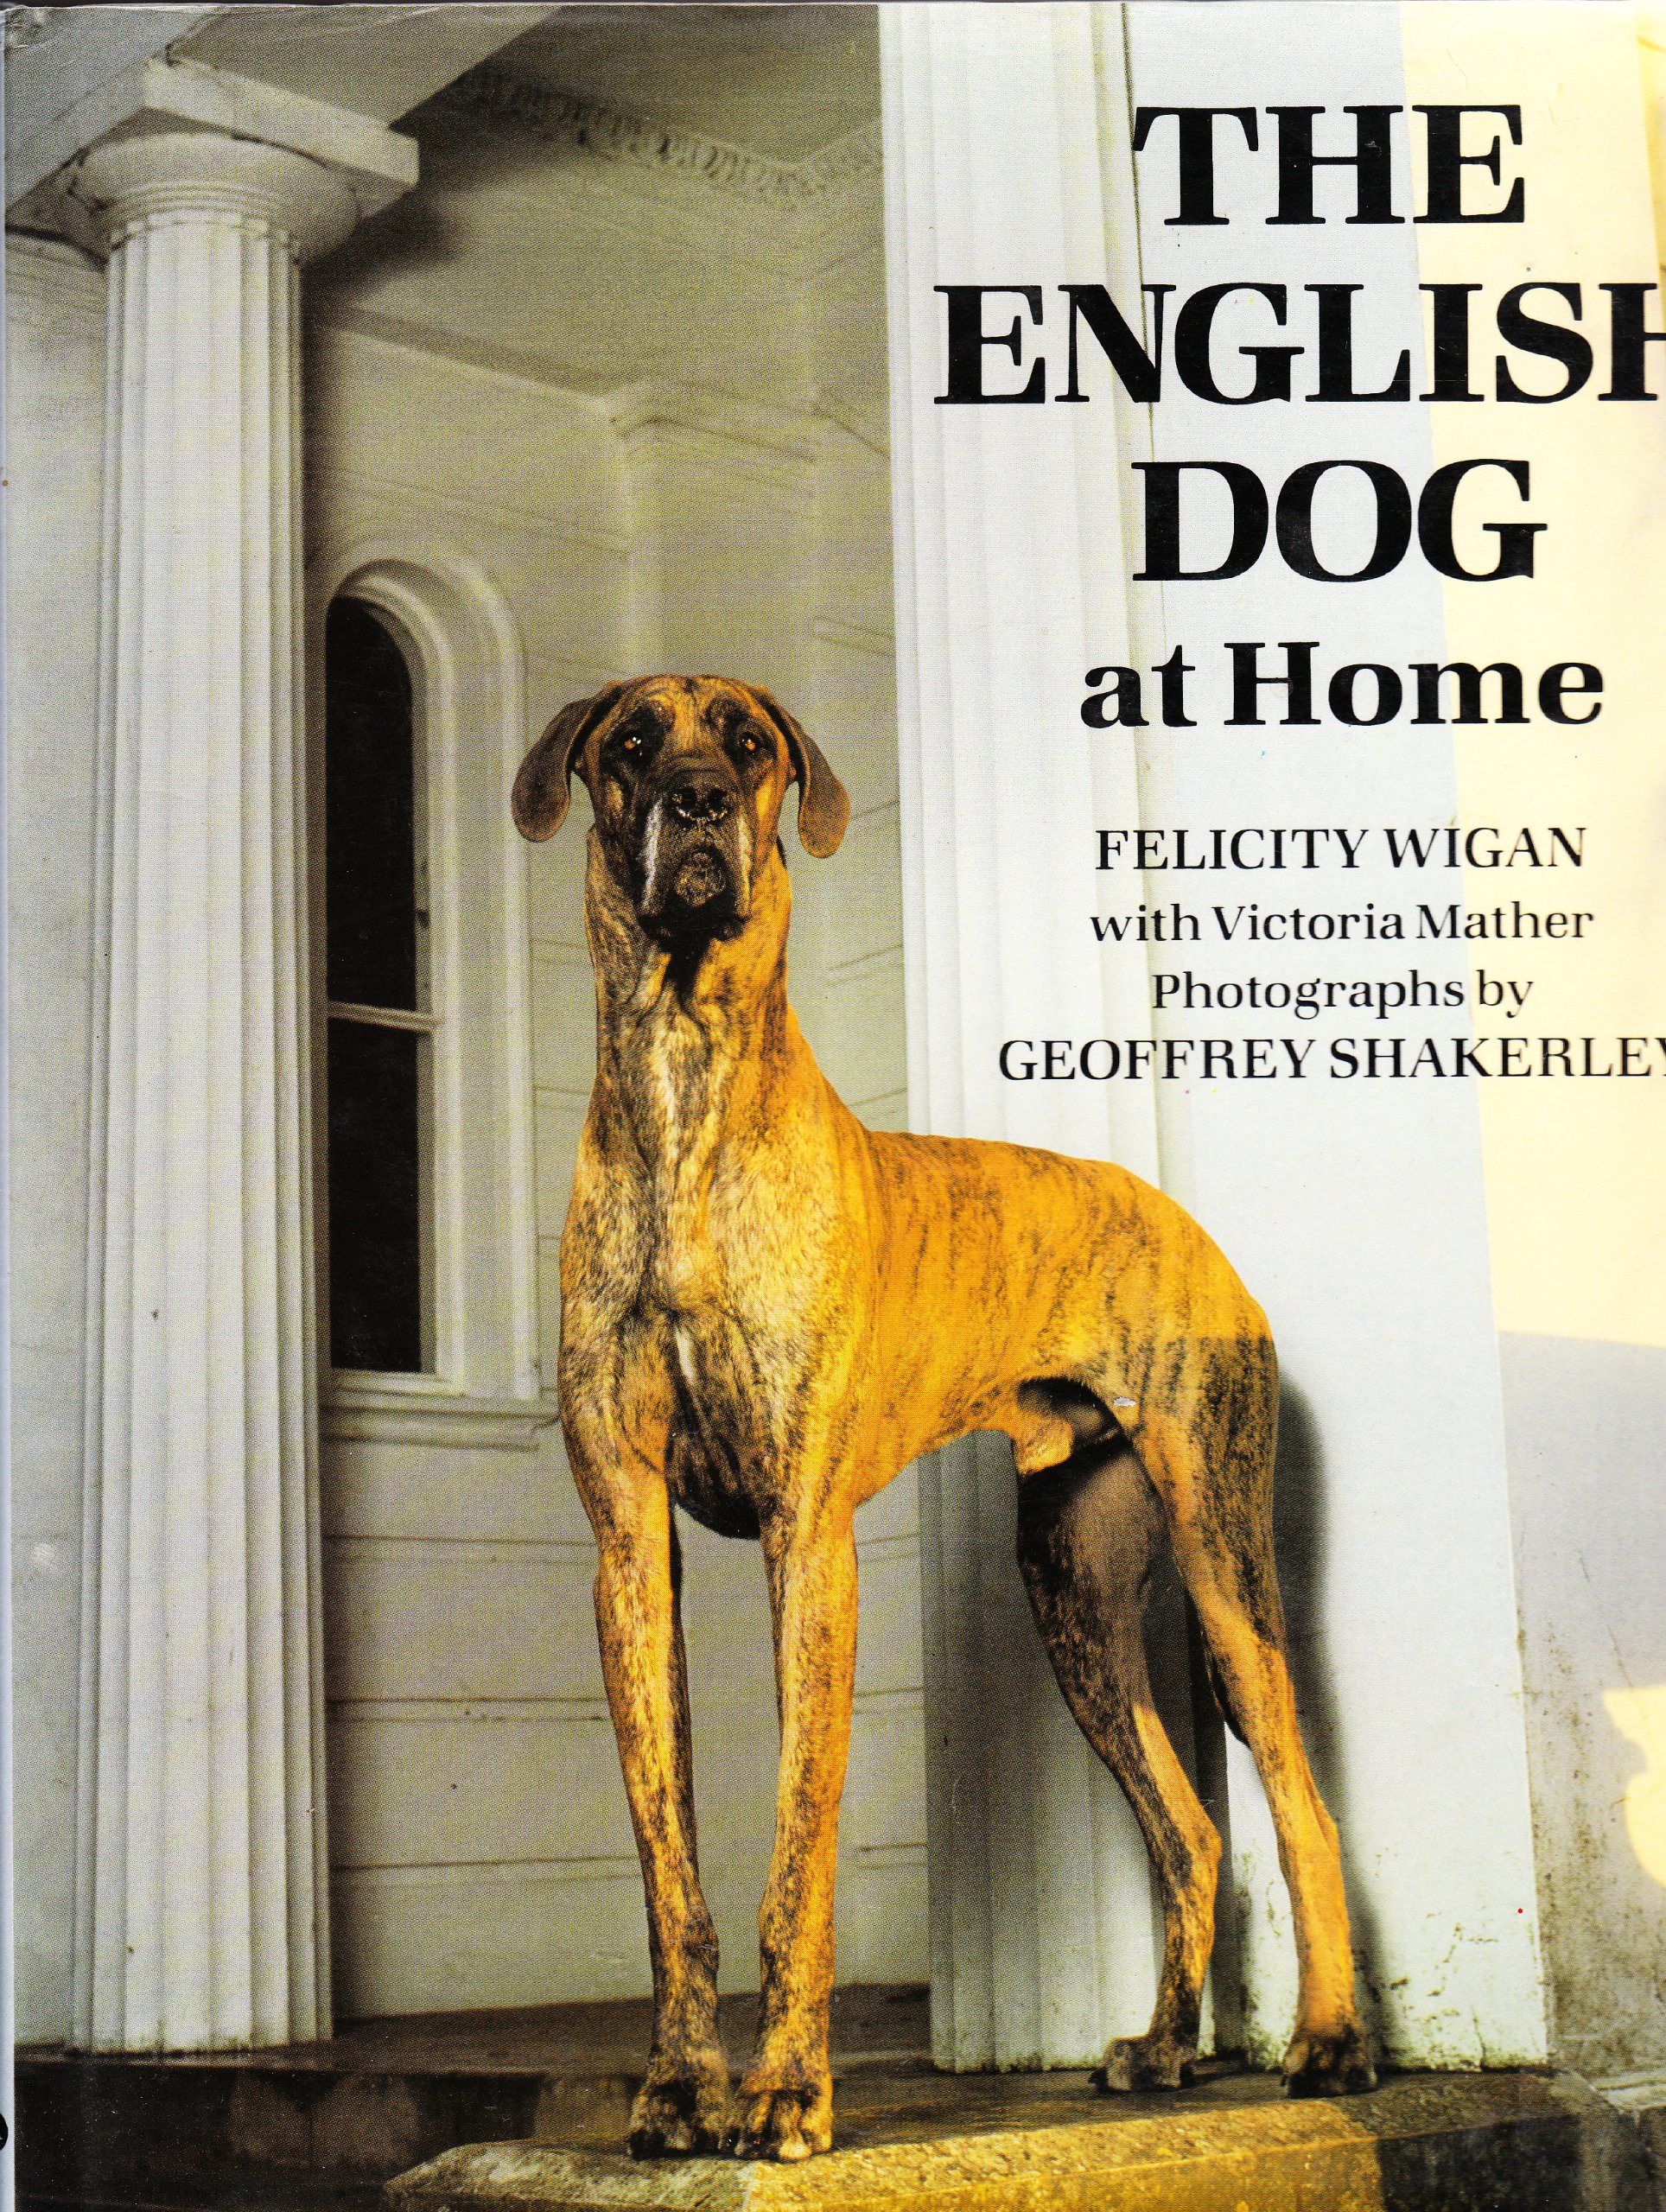 THE
ENGLISH
DOG
at Home
FELICITY WIGAN
with Victoria Mather
Photographs by
GEOFFREY SHAKERLEY